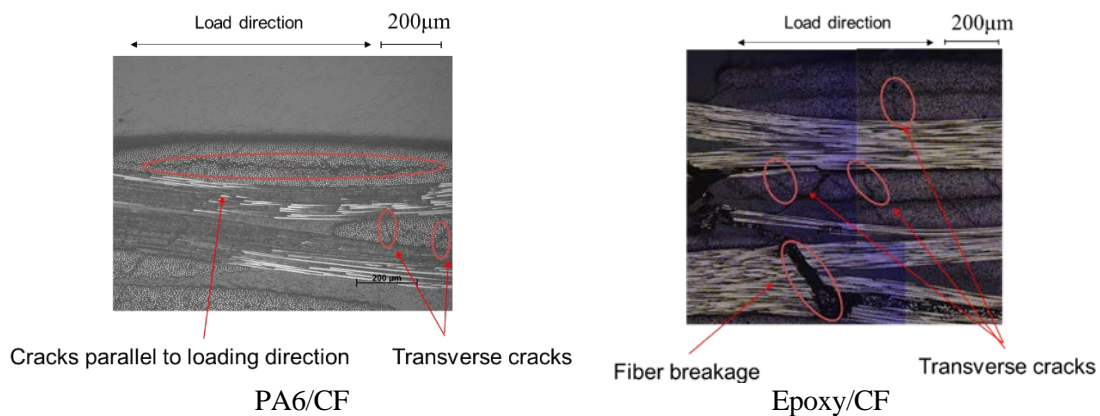 Load direction
200μm
Load direction
200μm
200 μm
Cracks parallel to loading direction
Transverse cracks
Fiber breakage
Transverse cracks
PA6/CF
Epoxy/CF